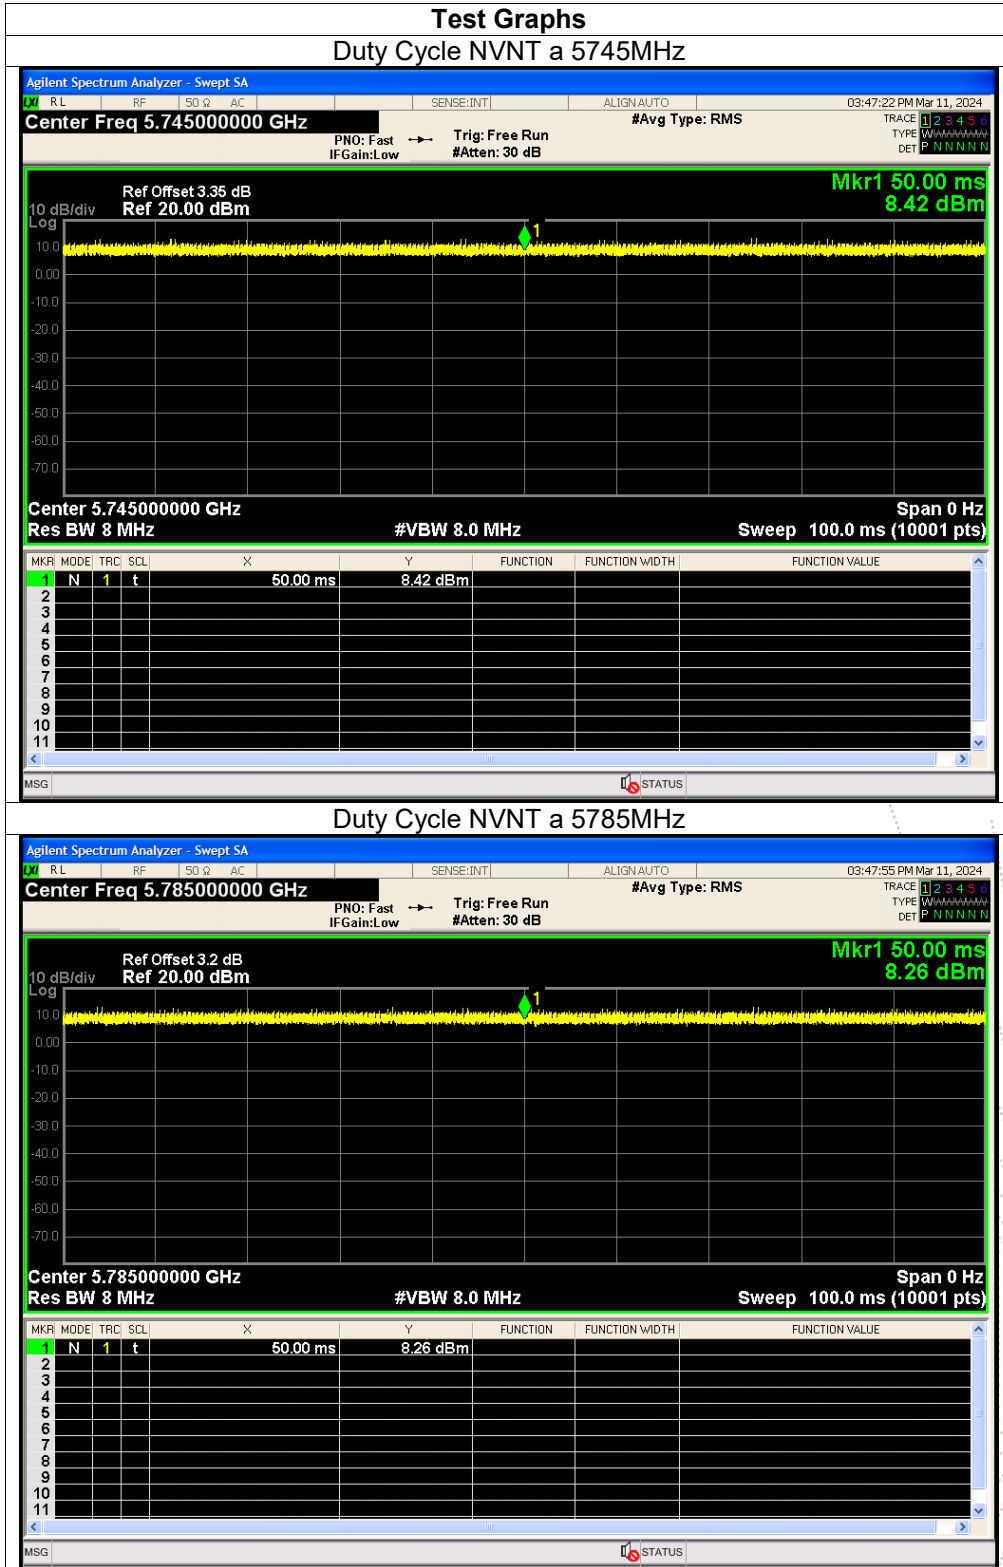 Test Graphs
Duty Cycle NVNT a 5745MHz
Agilent Spectrum Analyzer - Swept SA
LXI RL RF 50 Ω AC SENSE:INT ALIGN AUTO 03:47:22 PM Mar 11, 2024
Center Freq 5.745000000 GHz #Avg Type: RMS TRACE 1 2 3 4 5 6
PNO: Fast Trig: Free Run TYPE W
IFGain:Low #Atten: 30 dB DET P N N N N N
Mkr1 50.00 ms
Ref Offset 3.35 dB
10 dB/div Ref 20.00 dBm 8.42 dBm
Log
1
10.0
0.00
-10.0
-20.0
-30.0
-40.0
-50.0
-60.0
-70.0
Center 5.745000000 GHz Span 0 Hz
Res BW 8 MHz #VBW 8.0 MHz Sweep 100.0 ms (10001 pts)
MKR MODE TRC SCL X Y FUNCTION FUNCTION WIDTH FUNCTION VALUE
1 N 1 t 50.00 ms 8.42 dBm
2
3
4
5
6
7
8
9
10
11
MSG STATUS
Duty Cycle NVNT a 5785MHz
Agilent Spectrum Analyzer - Swept SA
LXI RL RF 50 Ω AC SENSE:INT ALIGN AUTO 03:47:55 PM Mar 11, 2024
Center Freq 5.785000000 GHz #Avg Type: RMS TRACE 1 2 3 4 5 6
PNO: Fast Trig: Free Run TYPE W
IFGain:Low #Atten: 30 dB DET P N N N N N
Mkr1 50.00 ms
Ref Offset 3.2 dB
10 dB/div Ref 20.00 dBm 8.26 dBm
Log
1
10.0
0.00
-10.0
-20.0
-30.0
-40.0
-50.0
-60.0
-70.0
Center 5.785000000 GHz Span 0 Hz
Res BW 8 MHz #VBW 8.0 MHz Sweep 100.0 ms (10001 pts)
MKR MODE TRC SCL X Y FUNCTION FUNCTION WIDTH FUNCTION VALUE
1 N 1 t 50.00 ms 8.26 dBm
2
3
4
5
6
7
8
9
10
11
MSG STATUS